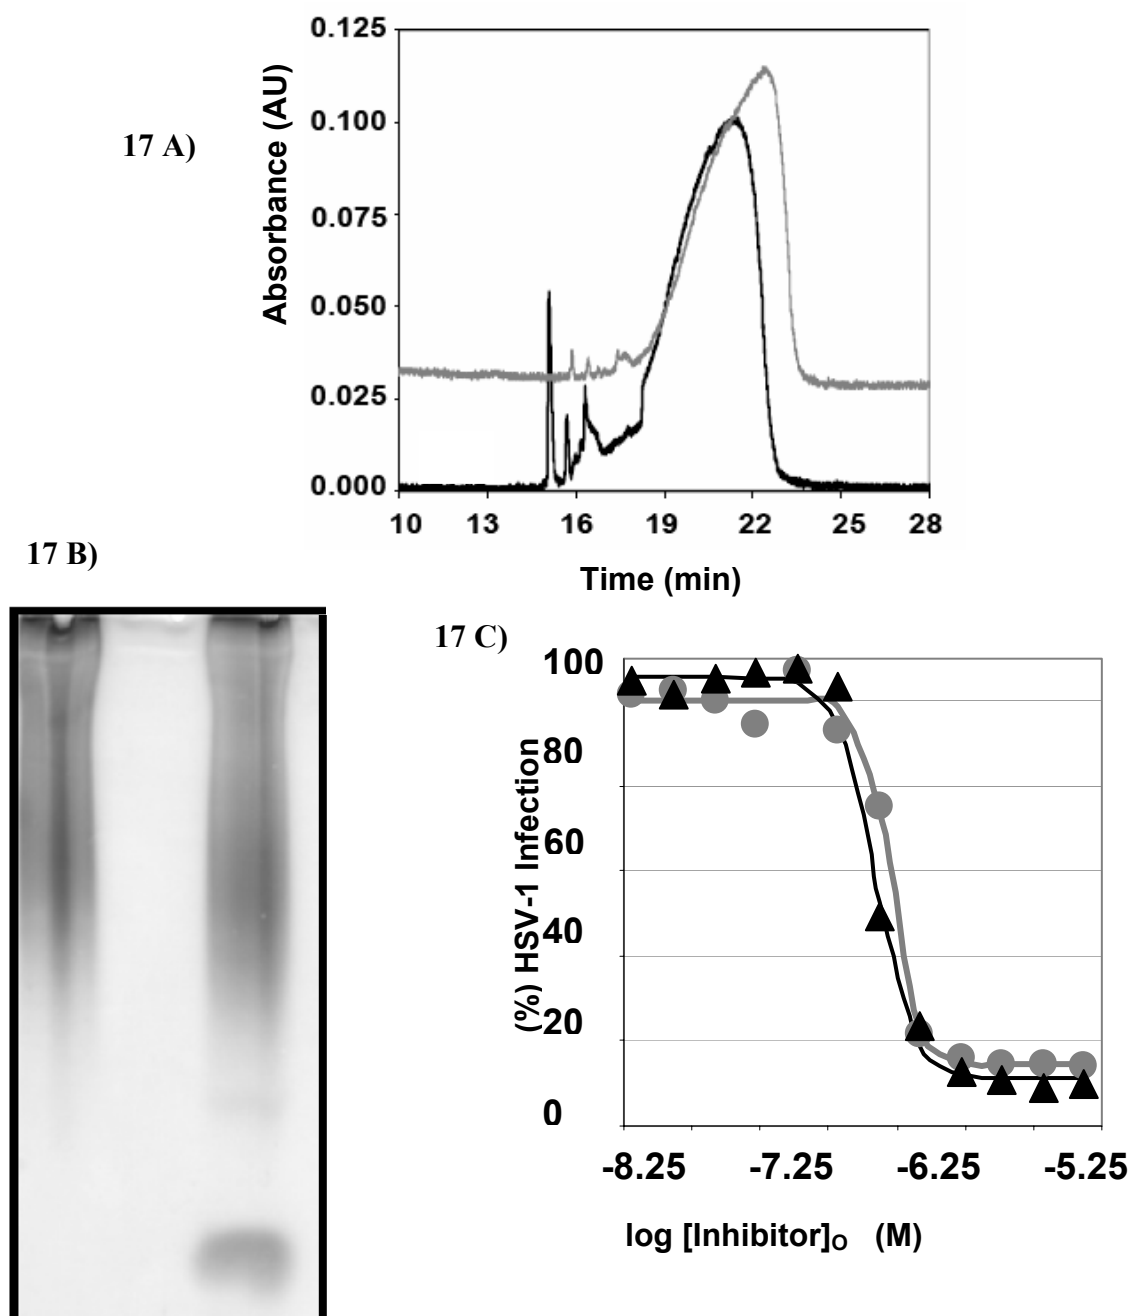 17 A)
Absorbance (AU)
0.125
0.100
0.075
0.050
0.025
0.000
10 13 16 19 22 25 28
Time (min)
17 B)
17 C)
(%) HSV-1 Infection
100
80
60
40
20
0
-8.25 -7.25 -6.25 -5.25
log [Inhibitor]O (M)